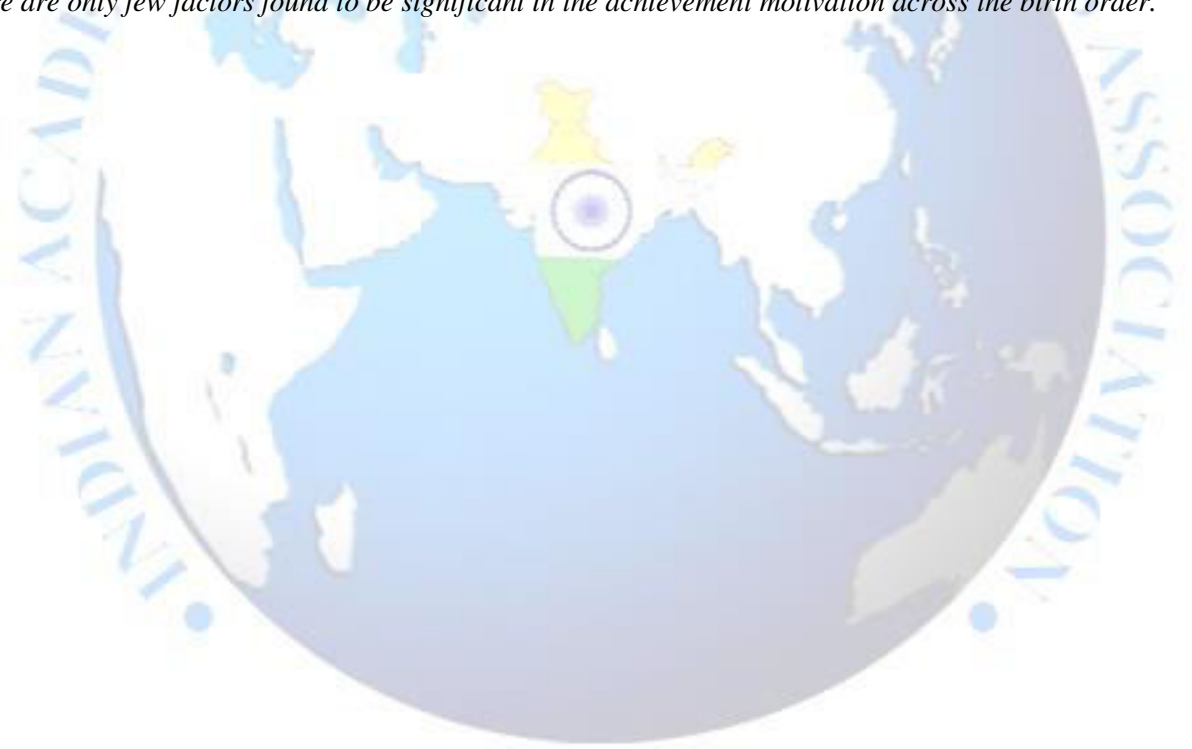 re are only few factors found to be significant in the achievement motivation across the birth order.
INDIAN ACAD
ASSOCIATION